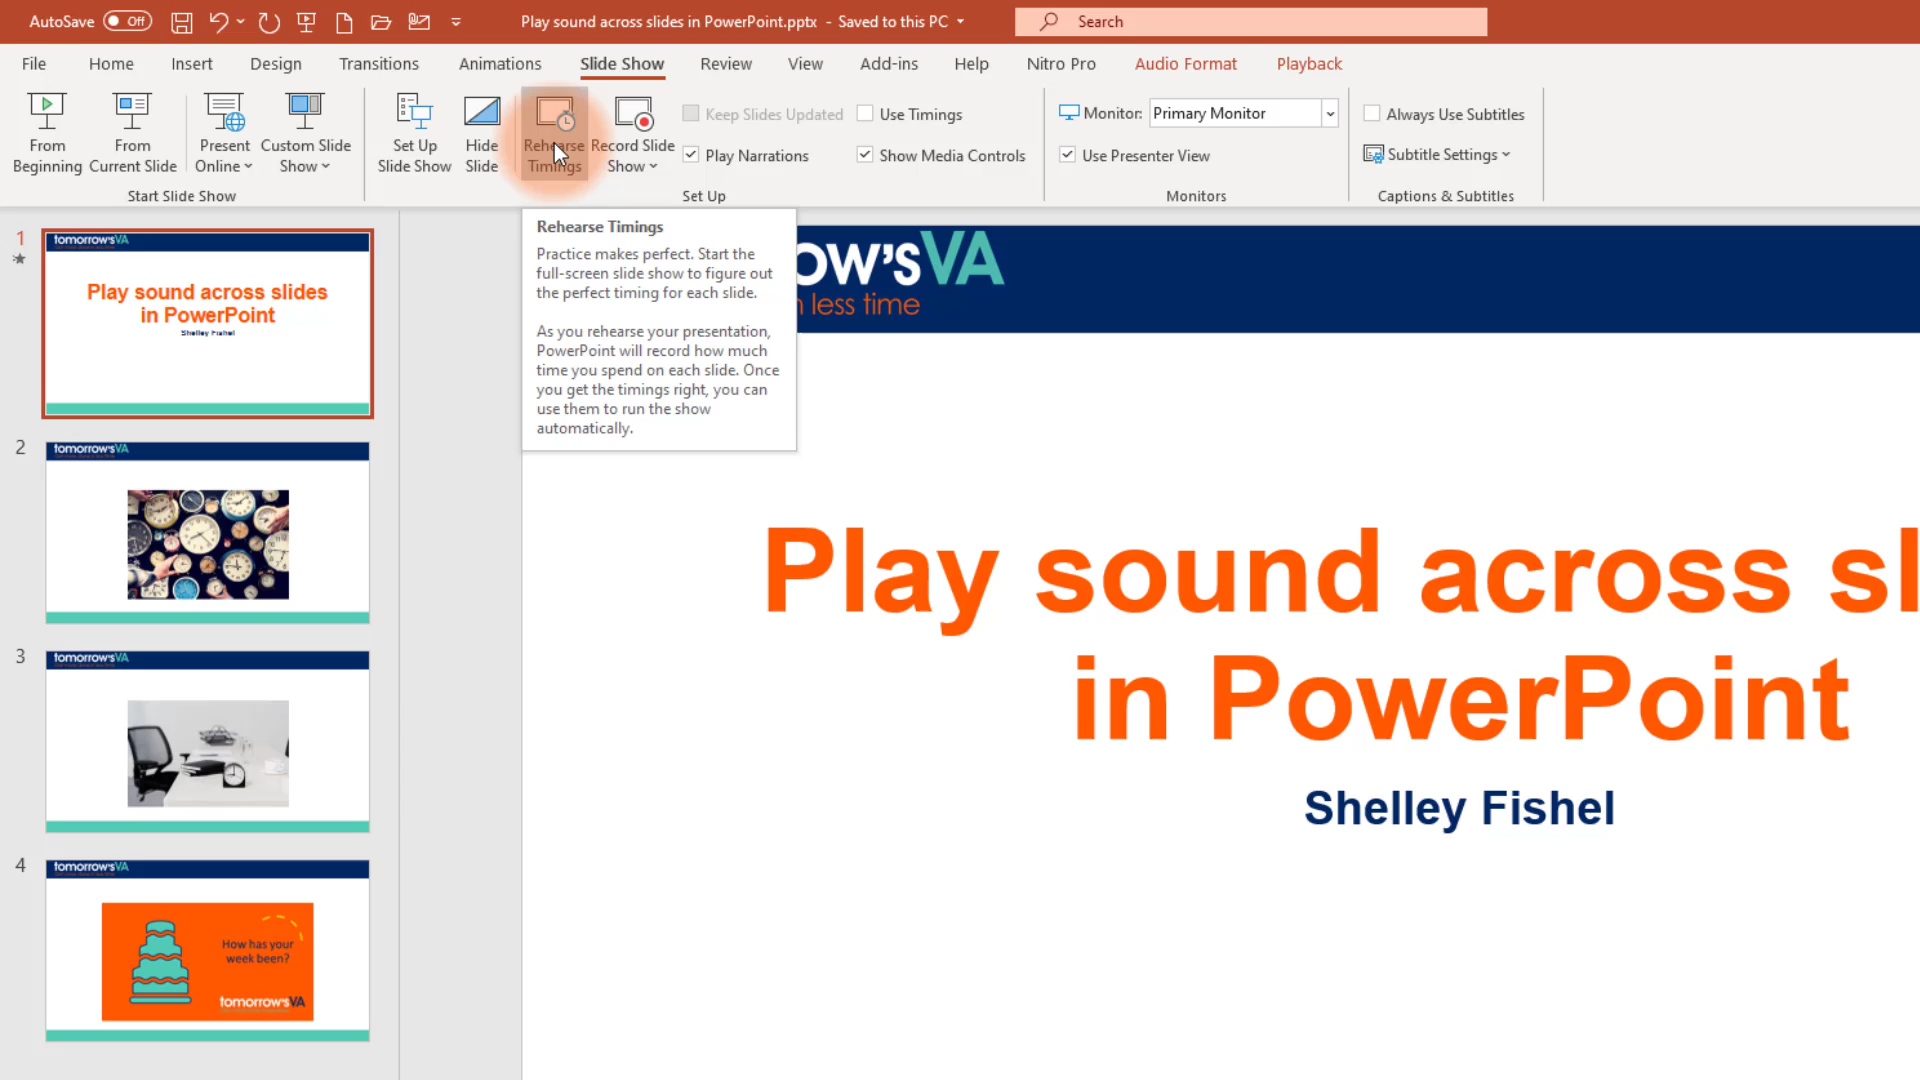 AutoSave Off Play sound across slides in PowerPoint.pptx - Saved to this PC Search
File Home Insert Design Transitions Animations Slide Show Review View Add-ins Help Nitro Pro Audio Format Playback
From Beginning
From Current Slide
Present Online
Custom Slide Show
Start Slide Show
Set Up Slide Show
Hide Slide
Rehearse Timings
Record Slide Show
Keep Slides Updated
Use Timings
Play Narrations
Show Media Controls
Set Up
Monitor: Primary Monitor
Use Presenter View
Monitors
Always Use Subtitles
Subtitle Settings
Captions & Subtitles
Rehearse Timings
Practice makes perfect. Start the
full-screen slide show to figure out
the perfect timing for each slide.
As you rehearse your presentation,
PowerPoint will record how much
time you spend on each slide. Once
you get the timings right, you can
use them to run the show
automatically.
1
tomorrow'sVA
Play sound across slides
in PowerPoint
Shelley Fishel
2
tomorrow'sVA
3
tomorrow'sVA
4
tomorrow'sVA
How has your
week been?
tomorrow'sVA
ow'sVA
less time
Play sound across sl
in PowerPoint
Shelley Fishel